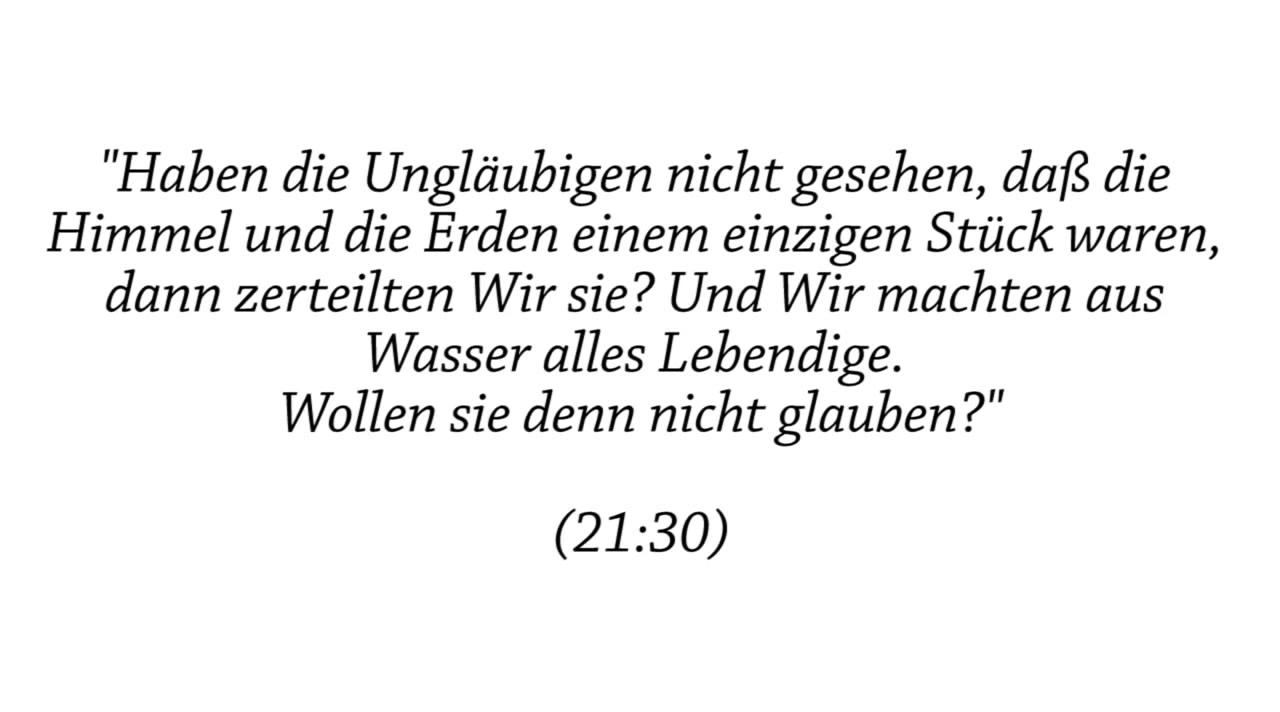 "Haben die Ungläubigen nicht gesehen, daß die
Himmel und die Erden einem einzigen Stück waren,
dann zerteilten Wir sie? Und Wir machten aus
Wasser alles Lebendige.
Wollen sie denn nicht glauben?"
(21:30)